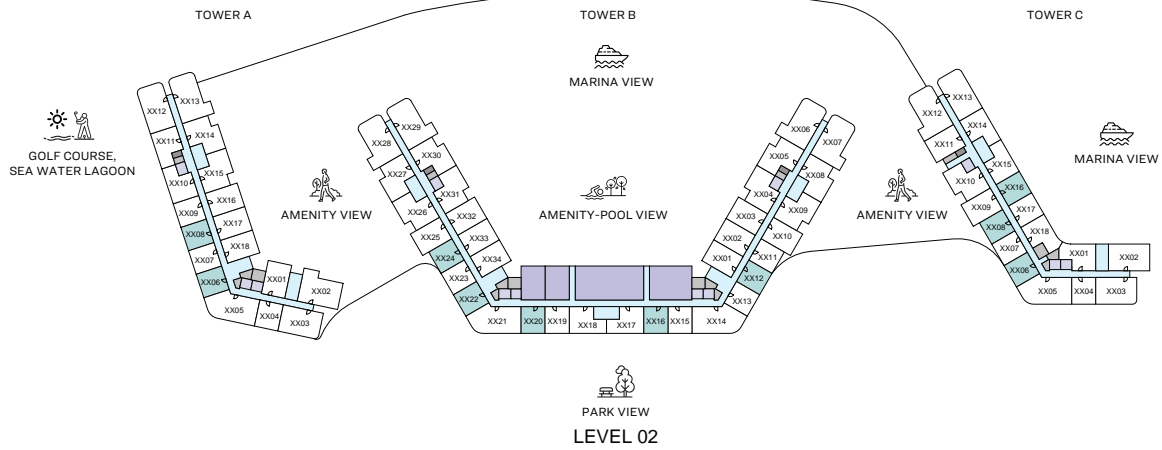 TOWER A
TOWER B
TOWER C
MARINA VIEW
GOLF COURSE,
SEA WATER LAGOON
AMENITY VIEW
AMENITY-POOL VIEW
AMENITY VIEW
MARINA VIEW
XX12
XX13
XX11
XX14
XX10
XX15
XX09
XX16
XX08
XX17
XX07
XX18
XX06
XX01
XX02
XX05
XX04
XX03
XX29
XX28
XX30
XX27
XX31
XX26
XX32
XX25
XX33
XX24
XX34
XX23
XX22
XX21
XX20
XX19
XX18
XX17
XX16
XX15
XX14
XX13
XX12
XX11
XX01
XX10
XX02
XX09
XX03
XX08
XX04
XX05
XX07
XX06
XX13
XX12
XX14
XX11
XX15
XX10
XX16
XX09
XX17
XX08
XX18
XX07
XX06
XX01
XX02
XX05
XX04
XX03
PARK VIEW
LEVEL 02